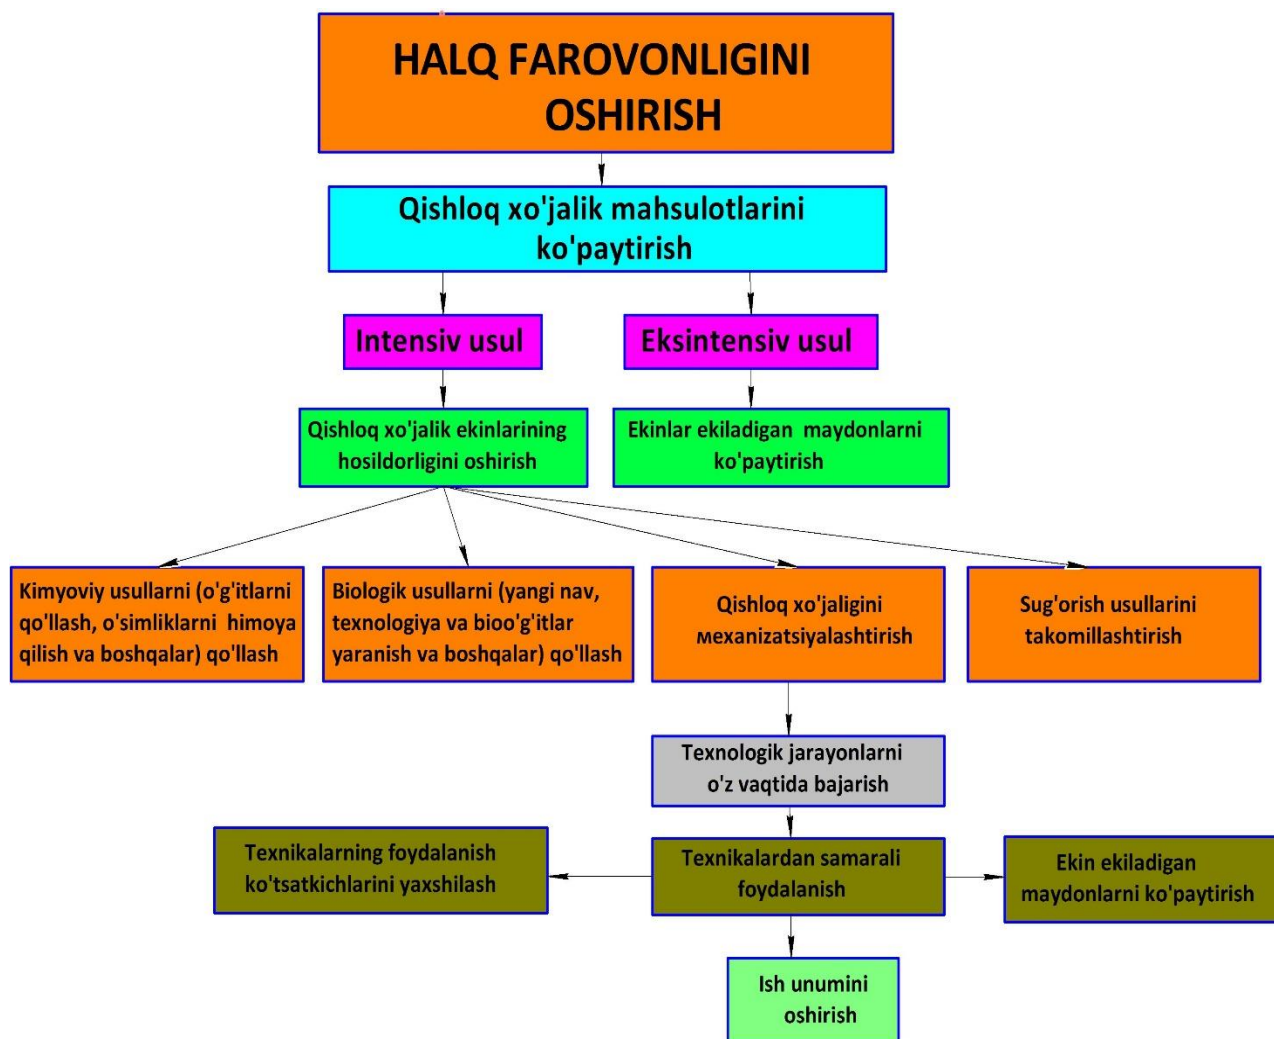 HALQ FAROVONLIGINI
OSHIRISH
Qishloq xo'jalik mahsulotlarini
ko'paytirish
Intensiv usul
Eksintensiv usul
Qishloq xo'jalik ekinlarining
hosildorligini oshirish
Ekinlar ekiladigan maydonlarni
ko'paytirish
Kimyoviy usullarni (o'g'itlarni
qo'llash, o'simliklarni himoya
qilish va boshqalar) qo'llash
Biologik usullarni (yangi nav,
texnologiya va bioo'g'itlar
yaranish va boshqalar) qo'llash
Qishloq xo'jaligini
мexanizatsiyalashtirish
Sug'orish usullarini
takomillashtirish
Texnologik jarayonlarni
o'z vaqtida bajarish
Texnikalarning foydalanish
ko'tsatkichlarini yaxshilash
Texnikalardan samarali
foydalanish
Ekin ekiladigan
maydonlarni ko'paytirish
Ish unumini
oshirish